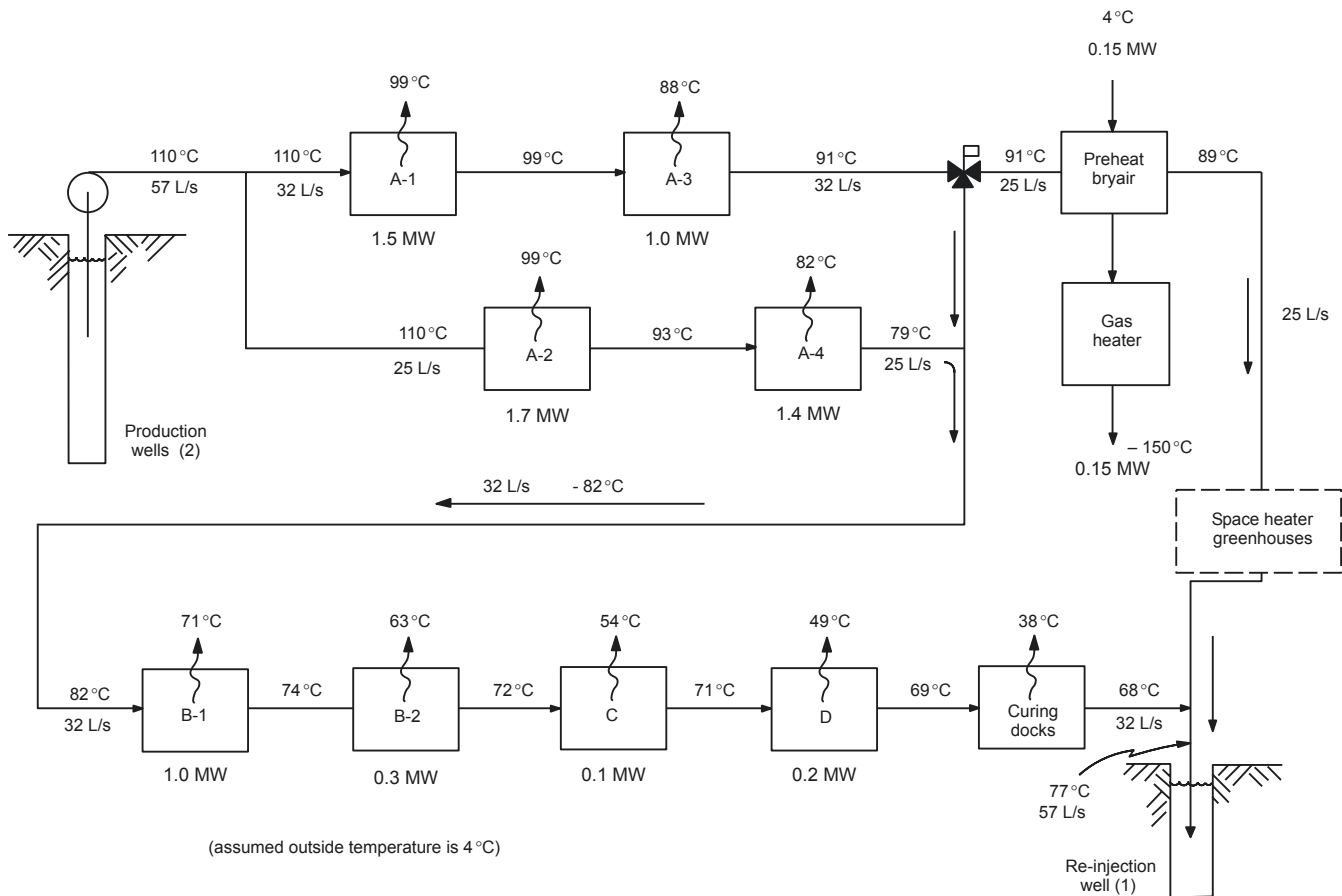 4°C
0.15 MW
99°C
88°C
110°C
57 L/s
110°C
32 L/s
A-1
99°C
A-3
91°C
32 L/s
91°C
25 L/s
Preheat
bryair
89°C
1.5 MW
1.0 MW
99°C
82°C
110°C
25 L/s
A-2
93°C
A-4
79°C
25 L/s
Gas
heater
25 L/s
1.7 MW
1.4 MW
Production
wells (2)
– 150°C
0.15 MW
32 L/s - 82°C
Space heater
greenhouses
71°C
63°C
54°C
49°C
38°C
82°C
32 L/s
B-1
74°C
B-2
72°C
C
71°C
D
69°C
Curing
docks
68°C
32 L/s
1.0 MW
0.3 MW
0.1 MW
0.2 MW
77°C
57 L/s
(assumed outside temperature is 4°C)
Re-injection
well (1)